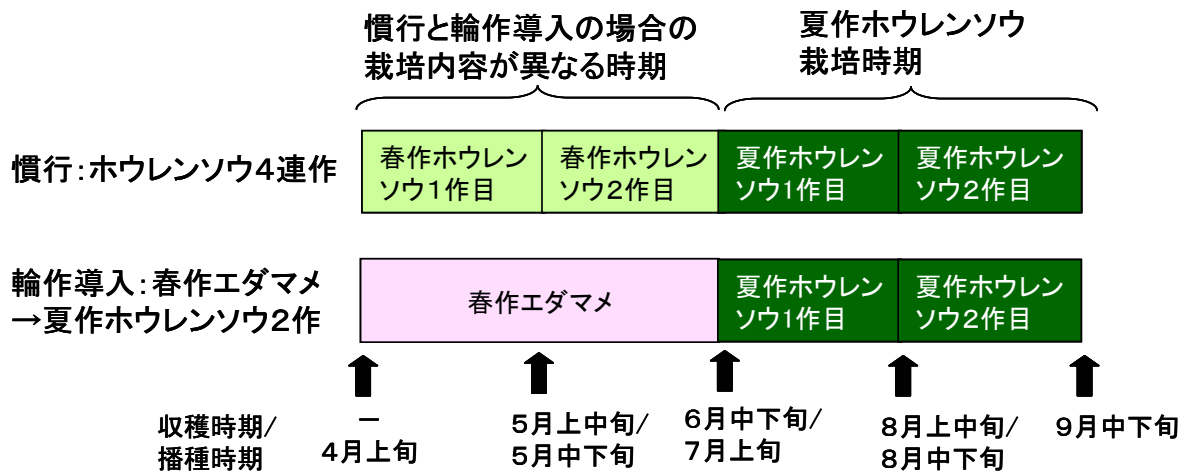 慣行と輪作導入の場合の
栽培内容が異なる時期
夏作ホウレンソウ
栽培時期
慣行:ホウレンソウ4連作
春作ホウレン
ソウ1作目
春作ホウレン
ソウ2作目
夏作ホウレン
ソウ1作目
夏作ホウレン
ソウ2作目
輪作導入:春作エダマメ
→夏作ホウレンソウ2作
春作エダマメ
夏作ホウレン
ソウ1作目
夏作ホウレン
ソウ2作目
収穫時期/
播種時期
―
4月上旬
5月上中旬/
5月中下旬
6月中下旬/
7月上旬
8月上中旬/
8月中下旬
9月中下旬